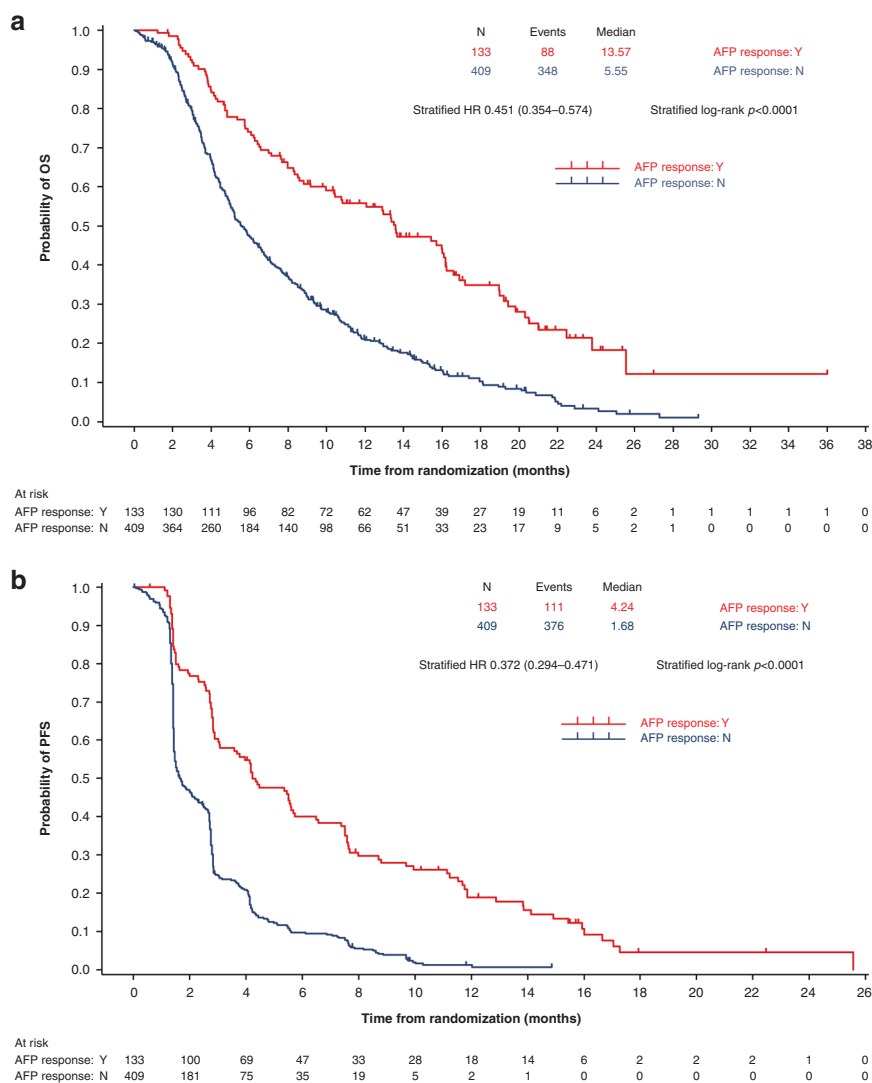 a
N Events Median
133 88 13.57 AFP response: Y
409 348 5.55 AFP response: N
Stratified HR 0.451 (0.354–0.574) Stratified log-rank p<0.0001
AFP response: Y
AFP response: N
Probability of OS
1.0
0.9
0.8
0.7
0.6
0.5
0.4
0.3
0.2
0.1
0.0
0 2 4 6 8 10 12 14 16 18 20 22 24 26 28 30 32 34 36 38
Time from randomization (months)
At risk
AFP response: Y 133 130 111 96 82 72 62 47 39 27 19 11 6 2 1 1 1 1 1 0
AFP response: N 409 364 260 184 140 98 66 51 33 23 17 9 5 2 1 0 0 0 0 0
b
N Events Median
133 111 4.24 AFP response: Y
409 376 1.68 AFP response: N
Stratified HR 0.372 (0.294–0.471) Stratified log-rank p<0.0001
AFP response: Y
AFP response: N
Probability of PFS
1.0
0.9
0.8
0.7
0.6
0.5
0.4
0.3
0.2
0.1
0.0
0 2 4 6 8 10 12 14 16 18 20 22 24 26
Time from randomization (months)
At risk
AFP response: Y 133 100 69 47 33 28 18 14 6 2 2 2 1 0
AFP response: N 409 181 75 35 19 5 2 1 0 0 0 0 0 0